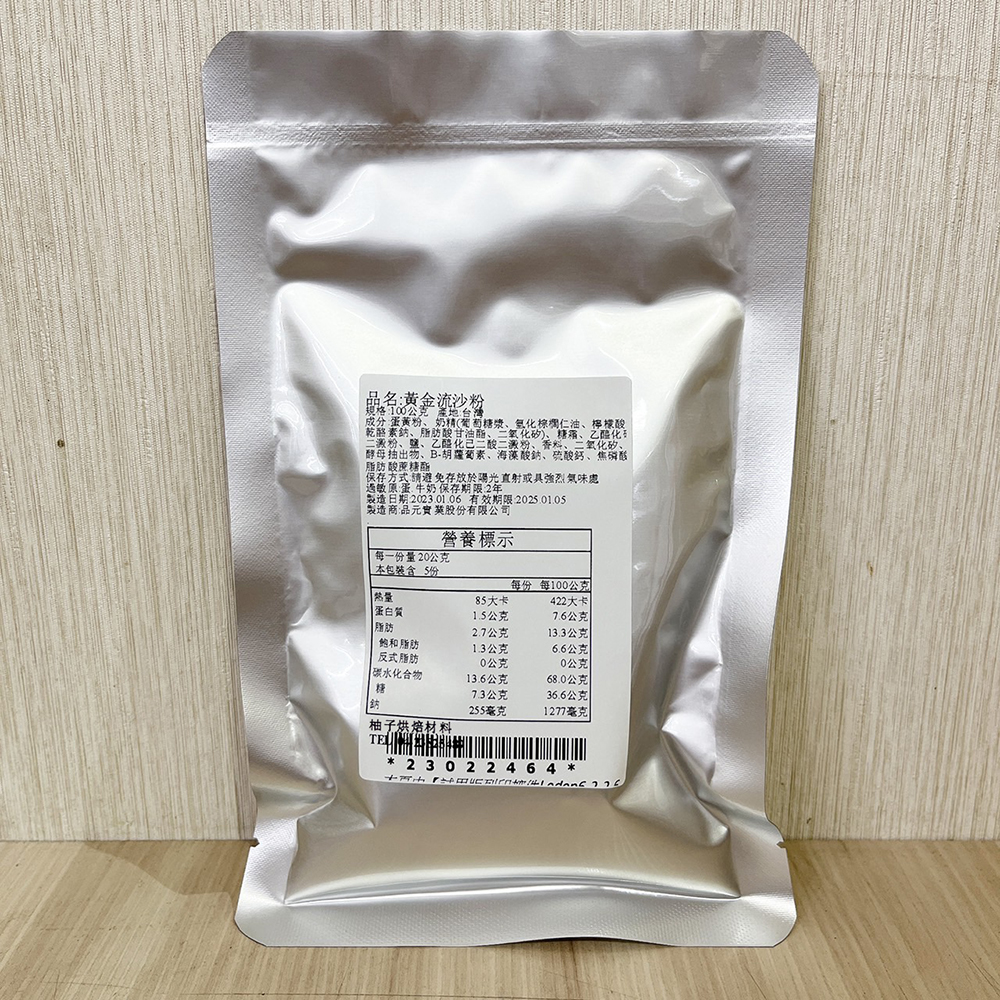 品名:黃金流沙粉
規格:100公克 產地:台灣
成分:蛋黃粉、奶精(葡萄糖漿、氫化棕櫚仁油、檸檬酸
乾酪素鈉、脂肪酸甘油酯、二氧化矽)、糖霜、乙醯化
二澱粉、鹽、乙醯化己二酸二澱粉、香料、二氧化矽、
酵母抽出物、B-胡蘿蔔素、海藻酸鈉、硫酸鈣、焦磷酸
脂肪酸蔗糖酯
保存方式:請避免存放於陽光直射或具強烈氣味處
過敏原:蛋.牛奶 保存期限:2年
製造日期:2023.01.06 有效期限:2025.01.05
製造商:品元實業股份有限公司
營養標示
每一份量 20公克
本包裝含 5份
每份 每100公克
熱量 85大卡 422大卡
蛋白質 1.5公克 7.6公克
脂肪 2.7公克 13.3公克
飽和脂肪 1.3公克 6.6公克
反式脂肪 0公克 0公克
碳水化合物 13.6公克 68.0公克
糖 7.3公克 36.6公克
鈉 255毫克 1277毫克
柚子烘焙材料
TEL
*23022464*